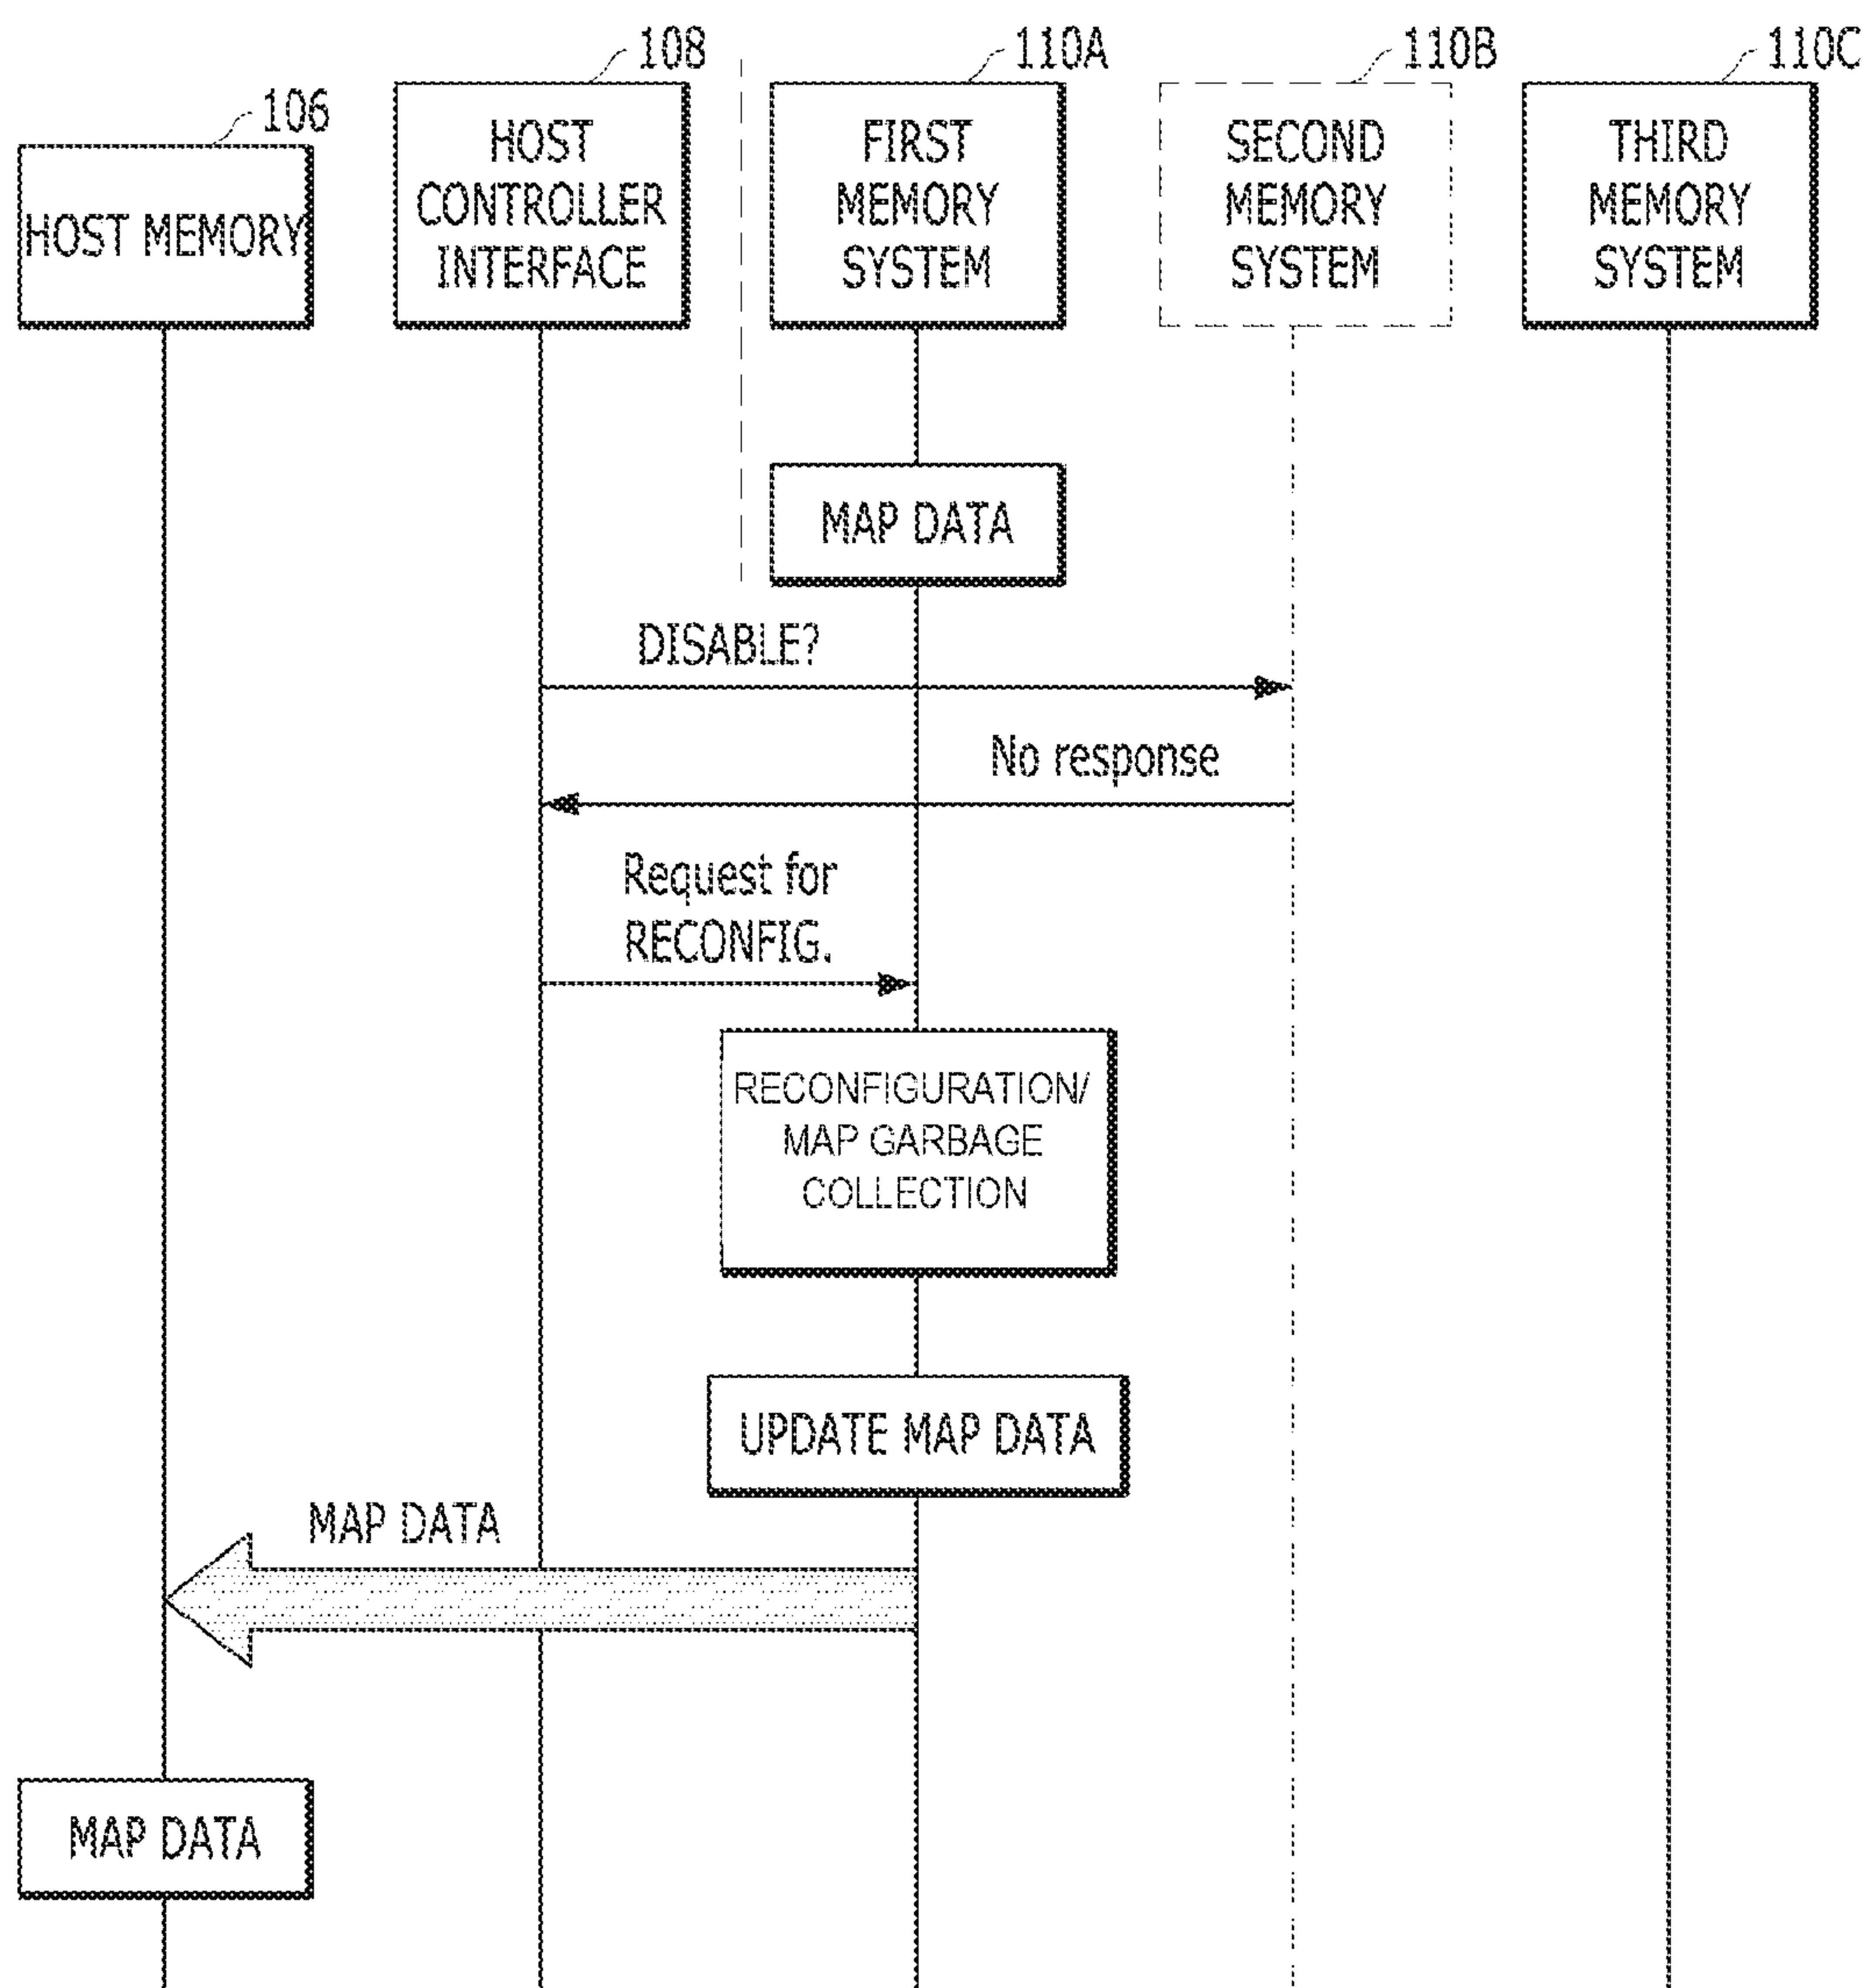 106
108
110A
110B
110C
HOST MEMORY
HOST
CONTROLLER
INTERFACE
FIRST
MEMORY
SYSTEM
SECOND
MEMORY
SYSTEM
THIRD
MEMORY
SYSTEM
MAP DATA
DISABLE?
No response
Request for
RECONFIG.
RECONFIGURATION/
MAP GARBAGE
COLLECTION
UPDATE MAP DATA
MAP DATA
MAP DATA